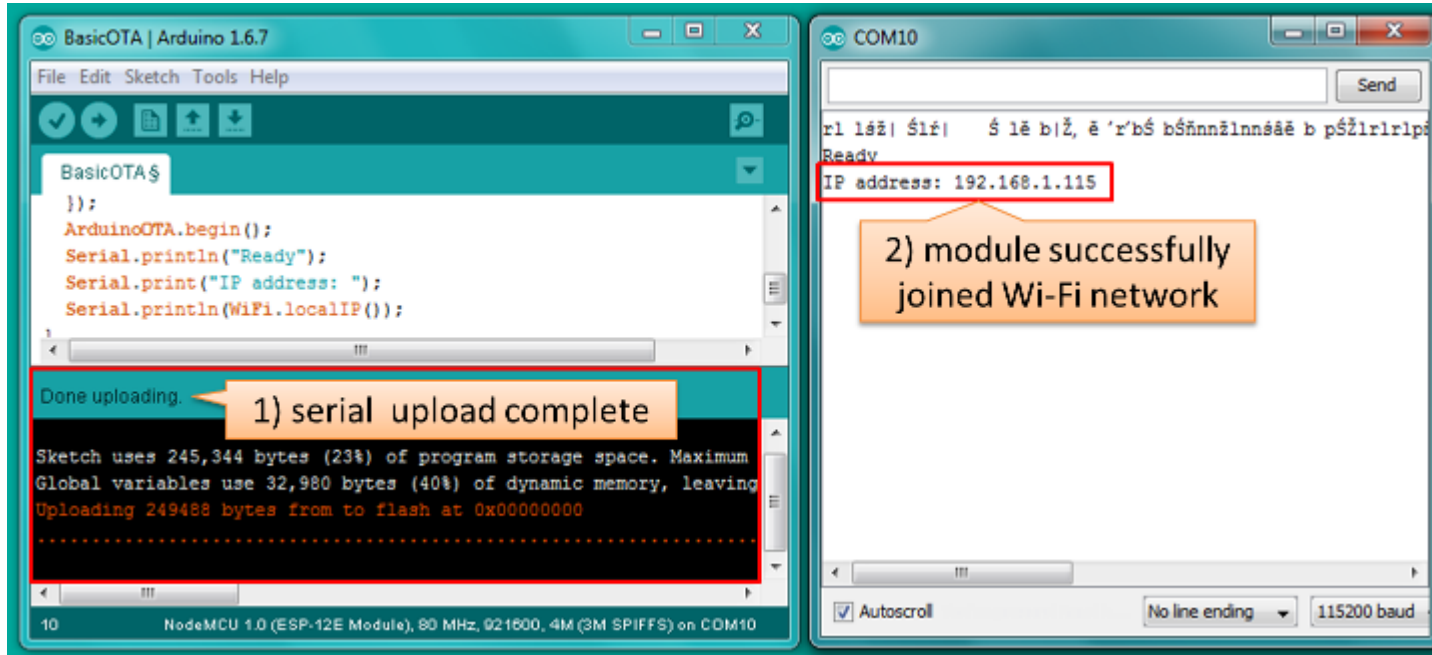 BasicOTA | Arduino 1.6.7
File Edit Sketch Tools Help
BasicOTA§
});
ArduinoOTA.begin();
Serial.println("Ready");
Serial.print("IP address: ");
Serial.println(WiFi.localIP());
}
Done uploading.
1) serial upload complete
Sketch uses 245,344 bytes (23%) of program storage space. Maximum
Global variables use 32,980 bytes (40%) of dynamic memory, leaving
Uploading 249488 bytes from to flash at 0x00000000
................................................................
10 NodeMCU 1.0 (ESP-12E Module), 80 MHz, 921600, 4M (3M SPIFFS) on COM10
COM10
Send
Ready
IP address: 192.168.1.115
2) module successfully
joined Wi-Fi network
Autoscroll No line ending 115200 baud